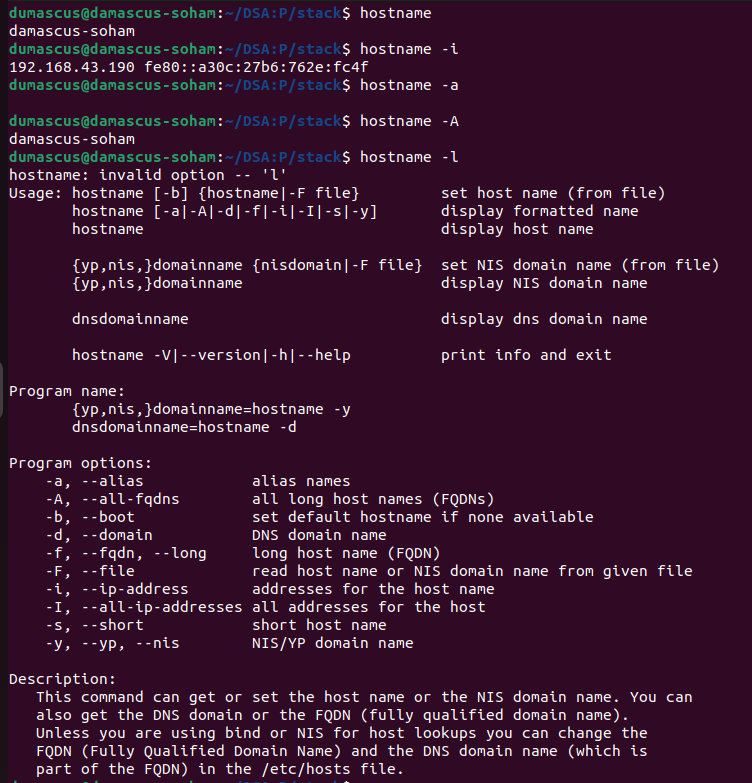 dumascus@damascus-soham:~/DSA:P/stack$ hostname
damascus-soham
dumascus@damascus-soham:~/DSA:P/stack$ hostname -i
192.168.43.190 fe80::a30c:27b6:762e:fc4f
dumascus@damascus-soham:~/DSA:P/stack$ hostname -a

dumascus@damascus-soham:~/DSA:P/stack$ hostname -A
damascus-soham
dumascus@damascus-soham:~/DSA:P/stack$ hostname -l
hostname: invalid option -- 'l'
Usage: hostname [-b] {hostname|-F file}         set host name (from file)
       hostname [-a|-A|-d|-f|-i|-I|-s|-y]       display formatted name
       hostname                                 display host name

       {yp,nis,}domainname {nisdomain|-F file}  set NIS domain name (from file)
       {yp,nis,}domainname                      display NIS domain name

       dnsdomainname                            display dns domain name

       hostname -V|--version|-h|--help          print info and exit

Program name:
       {yp,nis,}domainname=hostname -y
       dnsdomainname=hostname -d

Program options:
    -a, --alias            alias names
    -A, --all-fqdns        all long host names (FQDNs)
    -b, --boot             set default hostname if none available
    -d, --domain           DNS domain name
    -f, --fqdn, --long     long host name (FQDN)
    -F, --file             read host name or NIS domain name from given file
    -i, --ip-address       addresses for the host name
    -I, --all-ip-addresses all addresses for the host
    -s, --short            short host name
    -y, --yp, --nis        NIS/YP domain name

Description:
   This command can get or set the host name or the NIS domain name. You can
   also get the DNS domain or the FQDN (fully qualified domain name).
   Unless you are using bind or NIS for host lookups you can change the
   FQDN (Fully Qualified Domain Name) and the DNS domain name (which is
   part of the FQDN) in the /etc/hosts file.